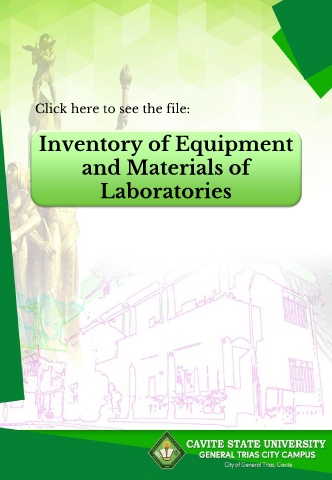 Click here to see the file:
Inventory of Equipment
and Materials of
Laboratories
CAVITE STATE UNIVERSITY
GENERAL TRIAS CITY CAMPUS
City of General Trias, Cavite